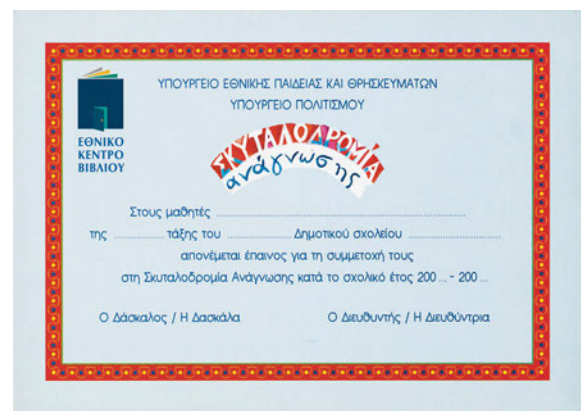 ΥΠΟΥΡΓΕΙΟ ΕΘΝΙΚΗΣ ΠΑΙΔΕΙΑΣ ΚΑΙ ΘΡΗΣΚΕΥΜΑΤΩΝ
ΥΠΟΥΡΓΕΙΟ ΠΟΛΙΤΙΣΜΟΥ
ΕΘΝΙΚΟ
ΚΕΝΤΡΟ
ΒΙΒΛΙΟΥ
ΣΚΥΤΑΛΟΔΡΟΜΙΑ
ανάγνωσης
Στους μαθητές ..............................
της .............. τάξης του .................. Δημοτικού σχολείου ..........................
απονέμεται έπαινος για τη συμμετοχή τους
στη Σκυταλοδρομία Ανάγνωσης κατά το σχολικό έτος 200 ... - 200 ...
Ο Δάσκαλος / Η Δασκάλα Ο Διευθυντής / Η Διευθύντρια